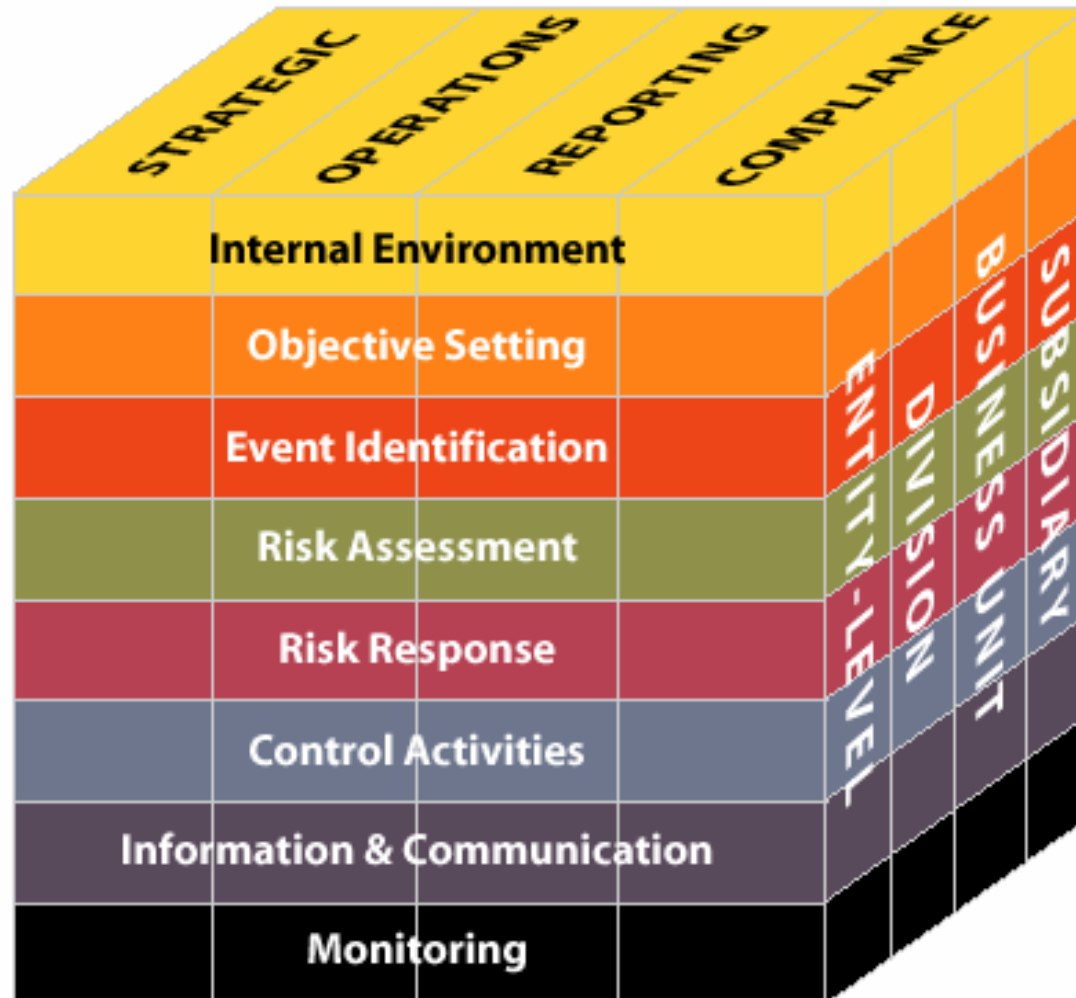 STRATEGIC
OPERATIONS
REPORTING
COMPLIANCE
Internal Environment
Objective Setting
Event Identification
Risk Assessment
Risk Response
Control Activities
Information & Communication
Monitoring
ENTITY-LEVEL
DIVISION
BUSINESS UNIT
SUBSIDIARY